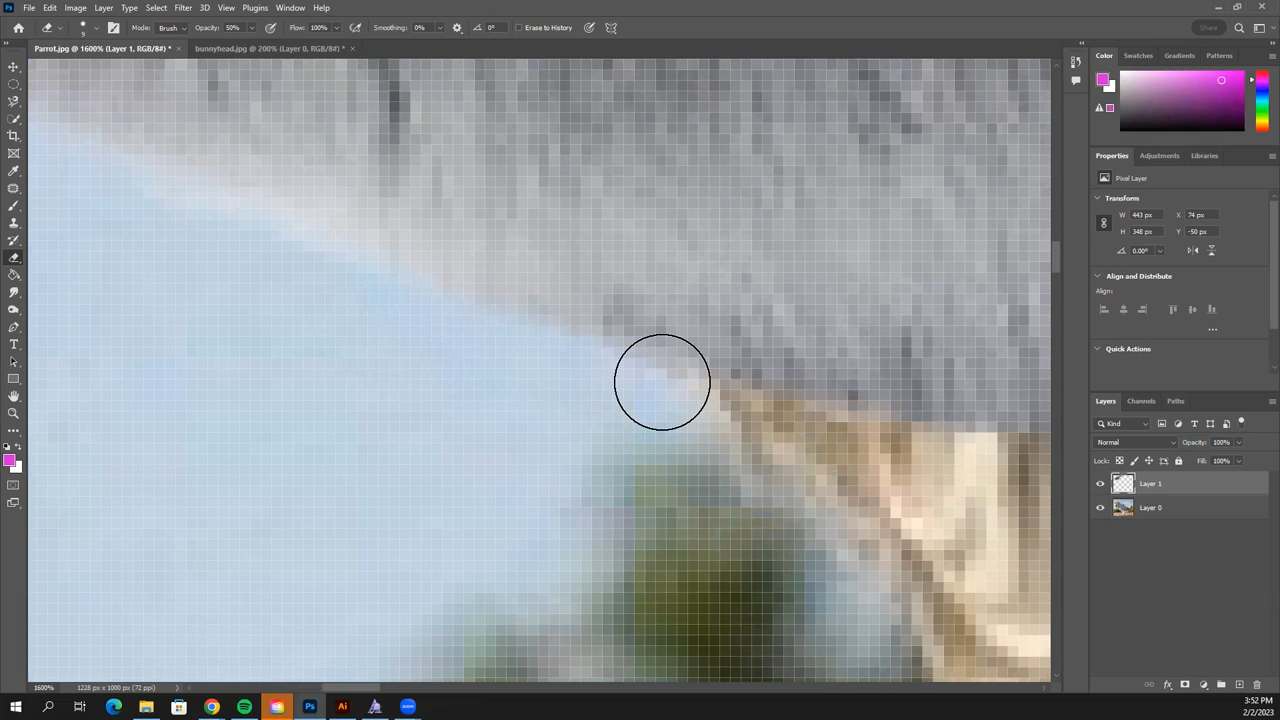 File Edit Image Layer Type Select Filter 3D View Plugins Window Help
9 Mode: Brush Opacity: 50% Flow: 100% Smoothing: 0% 0° Erase to History Share
Parrot.jpg @ 1600% (Layer 1, RGB/8#) * bunnyhead.jpg @ 200% (Layer 0, RGB/8#) *
Color Swatches Gradients Patterns
Properties Adjustments Libraries
Pixel Layer
Transform
W 443 px X 74 px
H 348 px Y -50 px
0.00°
Align and Distribute
Align:
Quick Actions
Layers Channels Paths
Kind
Normal Opacity: 100%
Lock: Fill: 100%
Layer 1
Layer 0
1600% 1228 px x 1000 px (72 ppi)
3:52 PM
2/2/2023